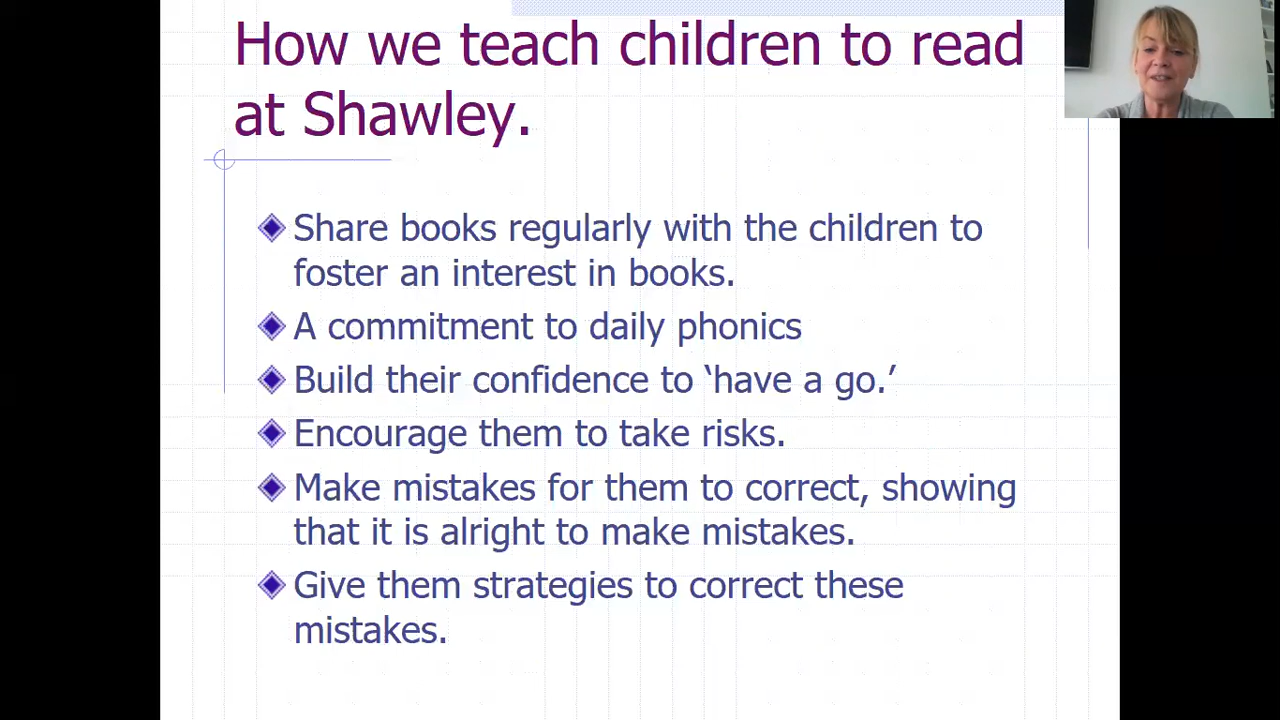 How we teach children to read
at Shawley.
Share books regularly with the children to
foster an interest in books.
A commitment to daily phonics
Build their confidence to ‘have a go.’
Encourage them to take risks.
Make mistakes for them to correct, showing
that it is alright to make mistakes.
Give them strategies to correct these
mistakes.